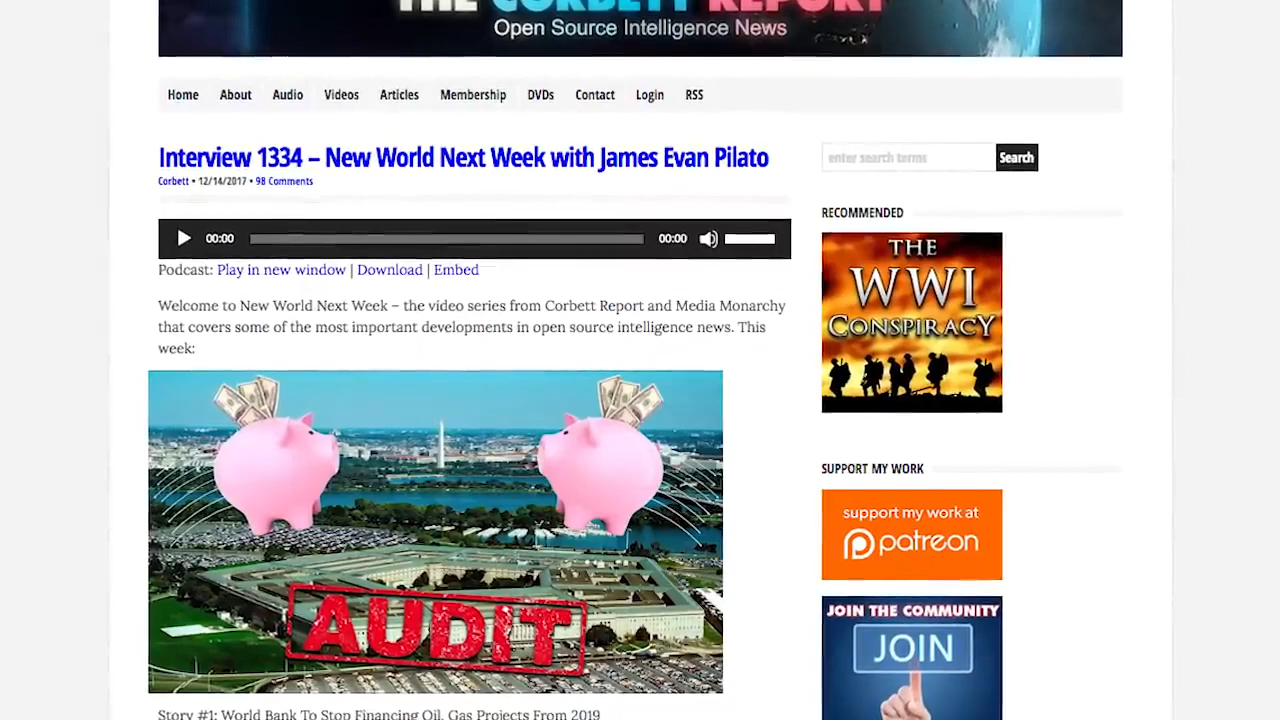 THE CORBETT REPORT
Open Source Intelligence News
Home About Audio Videos Articles Membership DVDs Contact Login RSS
Interview 1334 – New World Next Week with James Evan Pilato
Corbett • 12/14/2017 • 98 Comments
00:00 00:00
Podcast: Play in new window | Download | Embed
Welcome to New World Next Week – the video series from Corbett Report and Media Monarchy
that covers some of the most important developments in open source intelligence news. This
week:
AUDIT
Story #1: World Bank To Stop Financing Oil, Gas Projects From 2019
enter search terms Search
RECOMMENDED
THE
WWI
CONSPIRACY
SUPPORT MY WORK
support my work at
patreon
JOIN THE COMMUNITY
JOIN